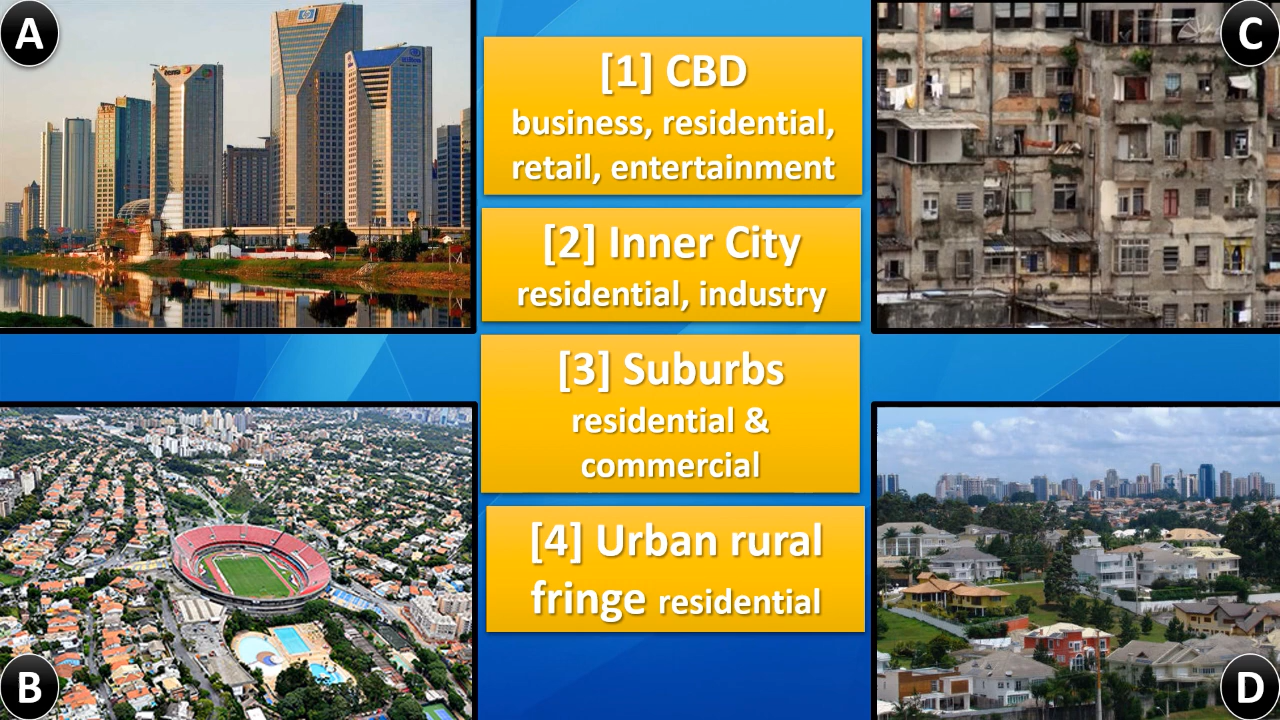 A
[1] CBD
business, residential,
retail, entertainment
C
[2] Inner City
residential, industry
[3] Suburbs
residential &
commercial
[4] Urban rural
fringe residential
B
D